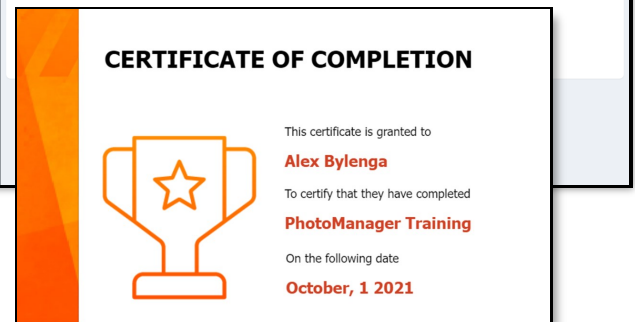 CERTIFICATE OF COMPLETION
This certificate is granted to
Alex Bylenga
To certify that they have completed
PhotoManager Training
On the following date
October, 1 2021